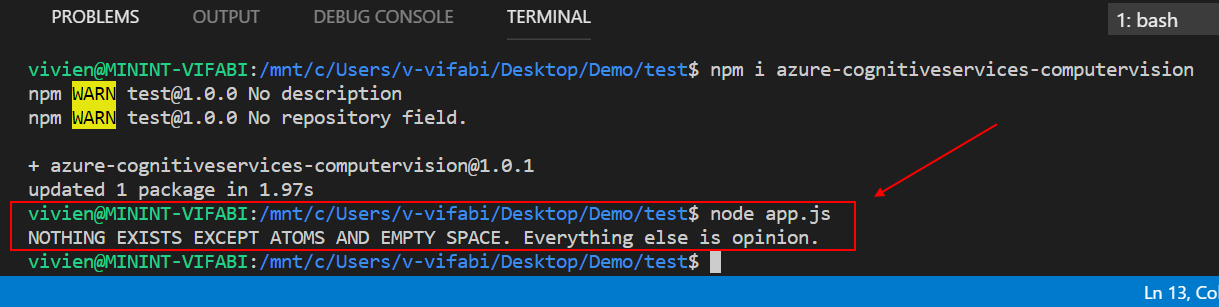 PROBLEMS OUTPUT DEBUG CONSOLE TERMINAL 1: bash
vivien@MININT-VIFABI:/mnt/c/Users/v-vifabi/Desktop/Demo/test$ npm i azure-cognitiveservices-computervision
npm WARN test@1.0.0 No description
npm WARN test@1.0.0 No repository field.
+ azure-cognitiveservices-computervision@1.0.1
updated 1 package in 1.97s
vivien@MININT-VIFABI:/mnt/c/Users/v-vifabi/Desktop/Demo/test$ node app.js
NOTHING EXISTS EXCEPT ATOMS AND EMPTY SPACE. Everything else is opinion.
vivien@MININT-VIFABI:/mnt/c/Users/v-vifabi/Desktop/Demo/test$
Ln 13, Co